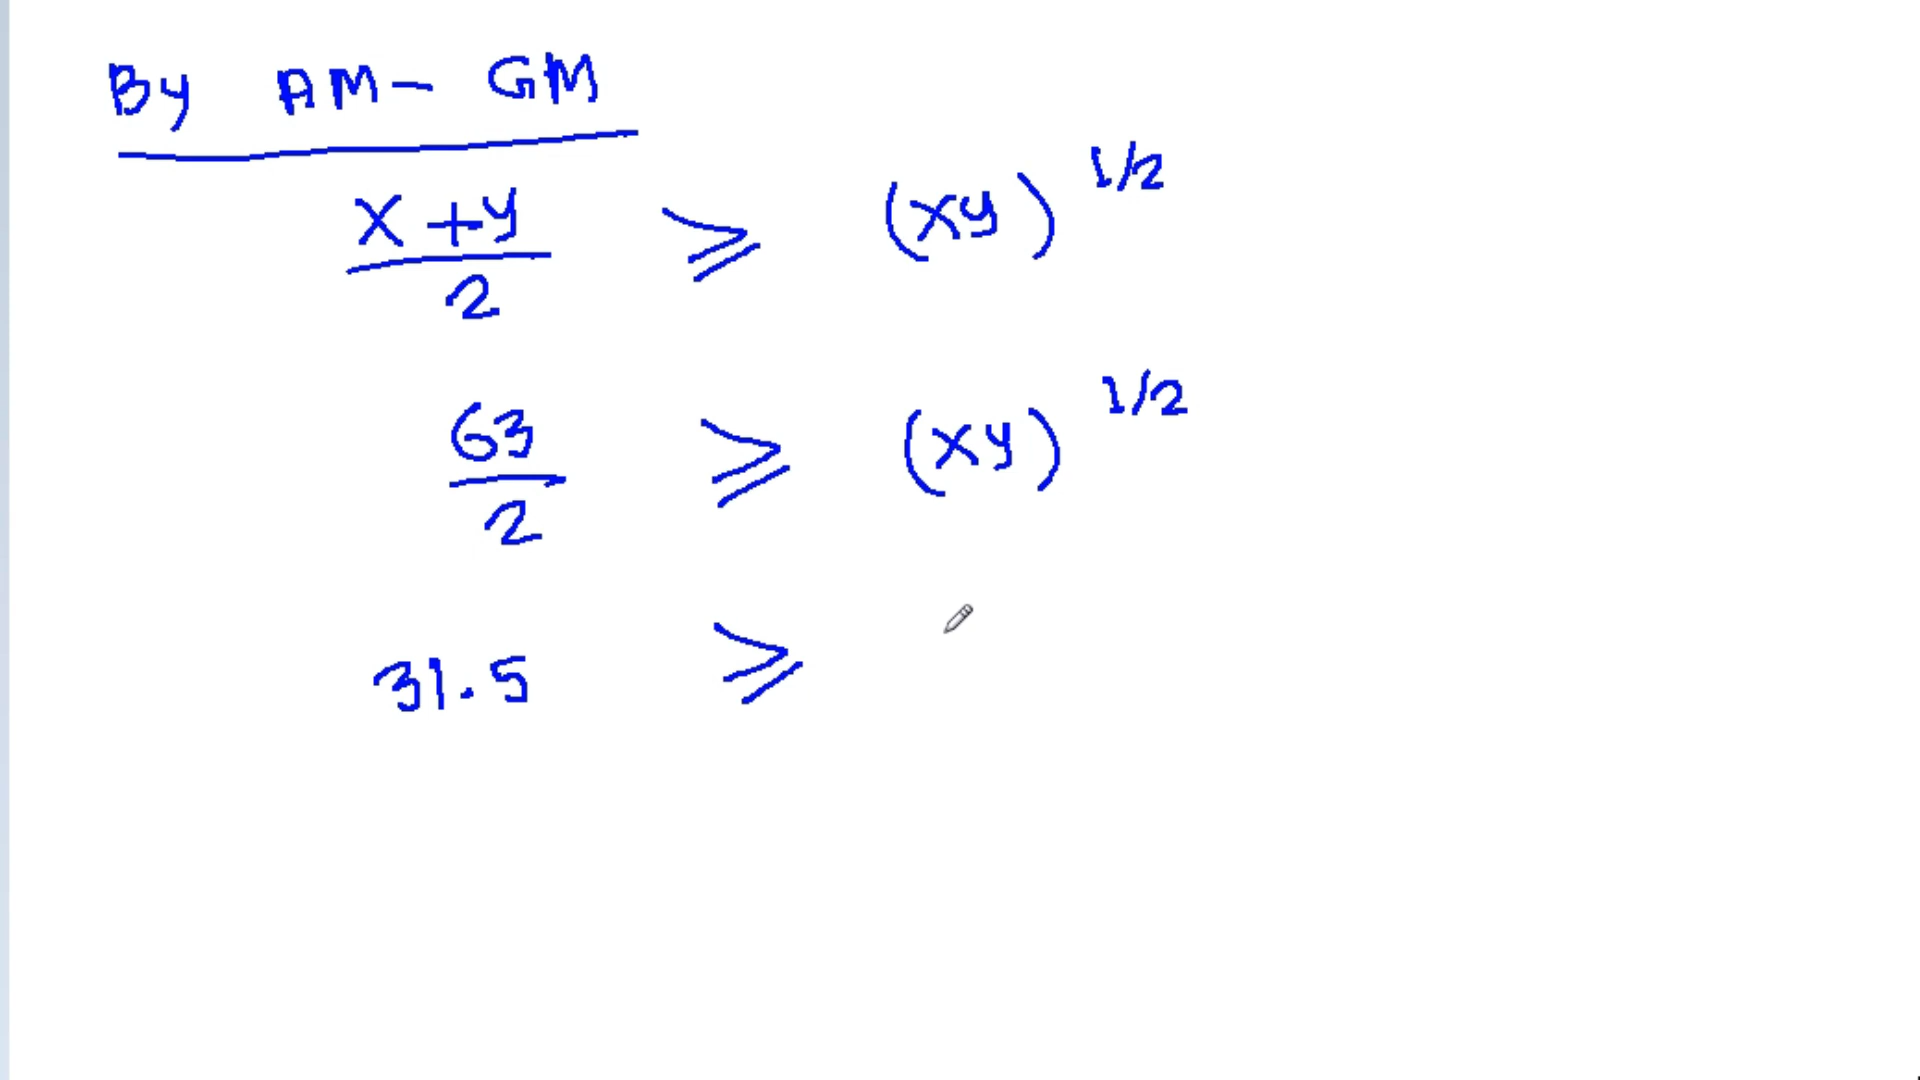 By AM - GM
x + y / 2 ⩾ (xy)^1/2
63 / 2 ⩾ (xy)^1/2
31.5 ⩾